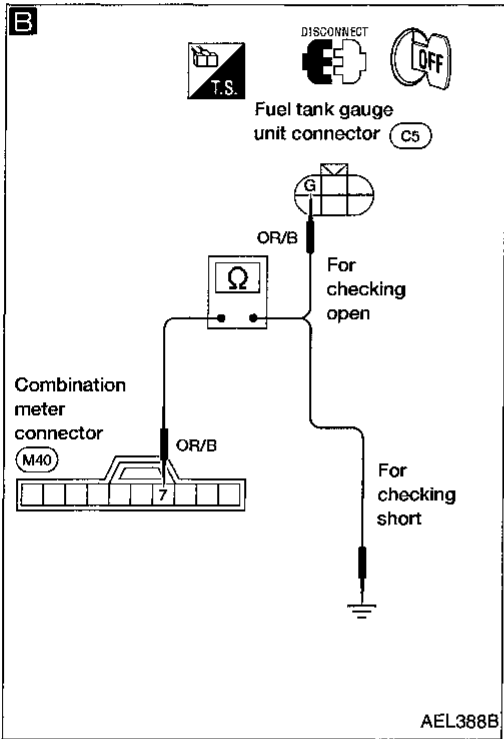 B
DISCONNECT
T.S.
OFF
Fuel tank gauge
unit connector C5
G
OR/B
For
checking
open
Ω
Combination
meter
connector
M40
OR/B
7
For
checking
short
AEL388B